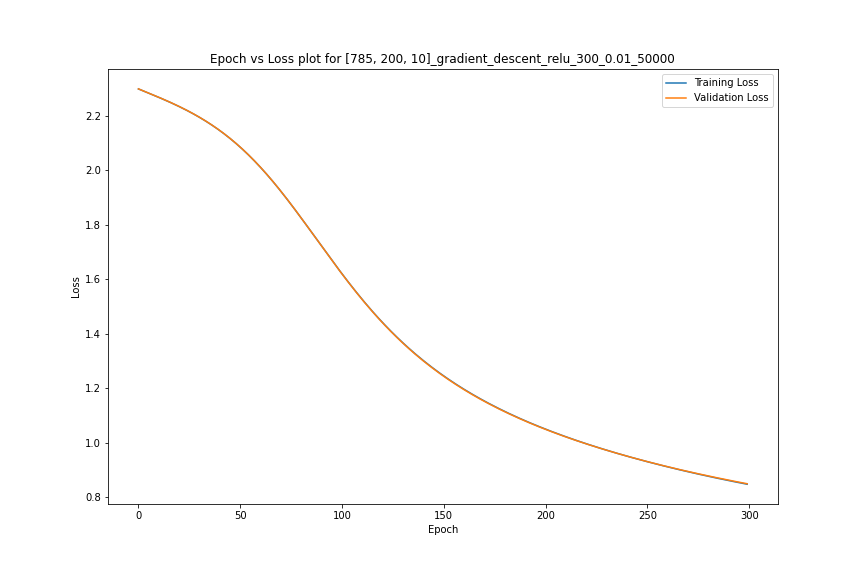 Epoch vs Loss plot for [785, 200, 10]_gradient_descent_relu_300_0.01_50000
Training Loss
Validation Loss
2.2
2.0
1.8
1.6
1.4
1.2
1.0
0.8
Loss
0 50 100 150 200 250 300
Epoch